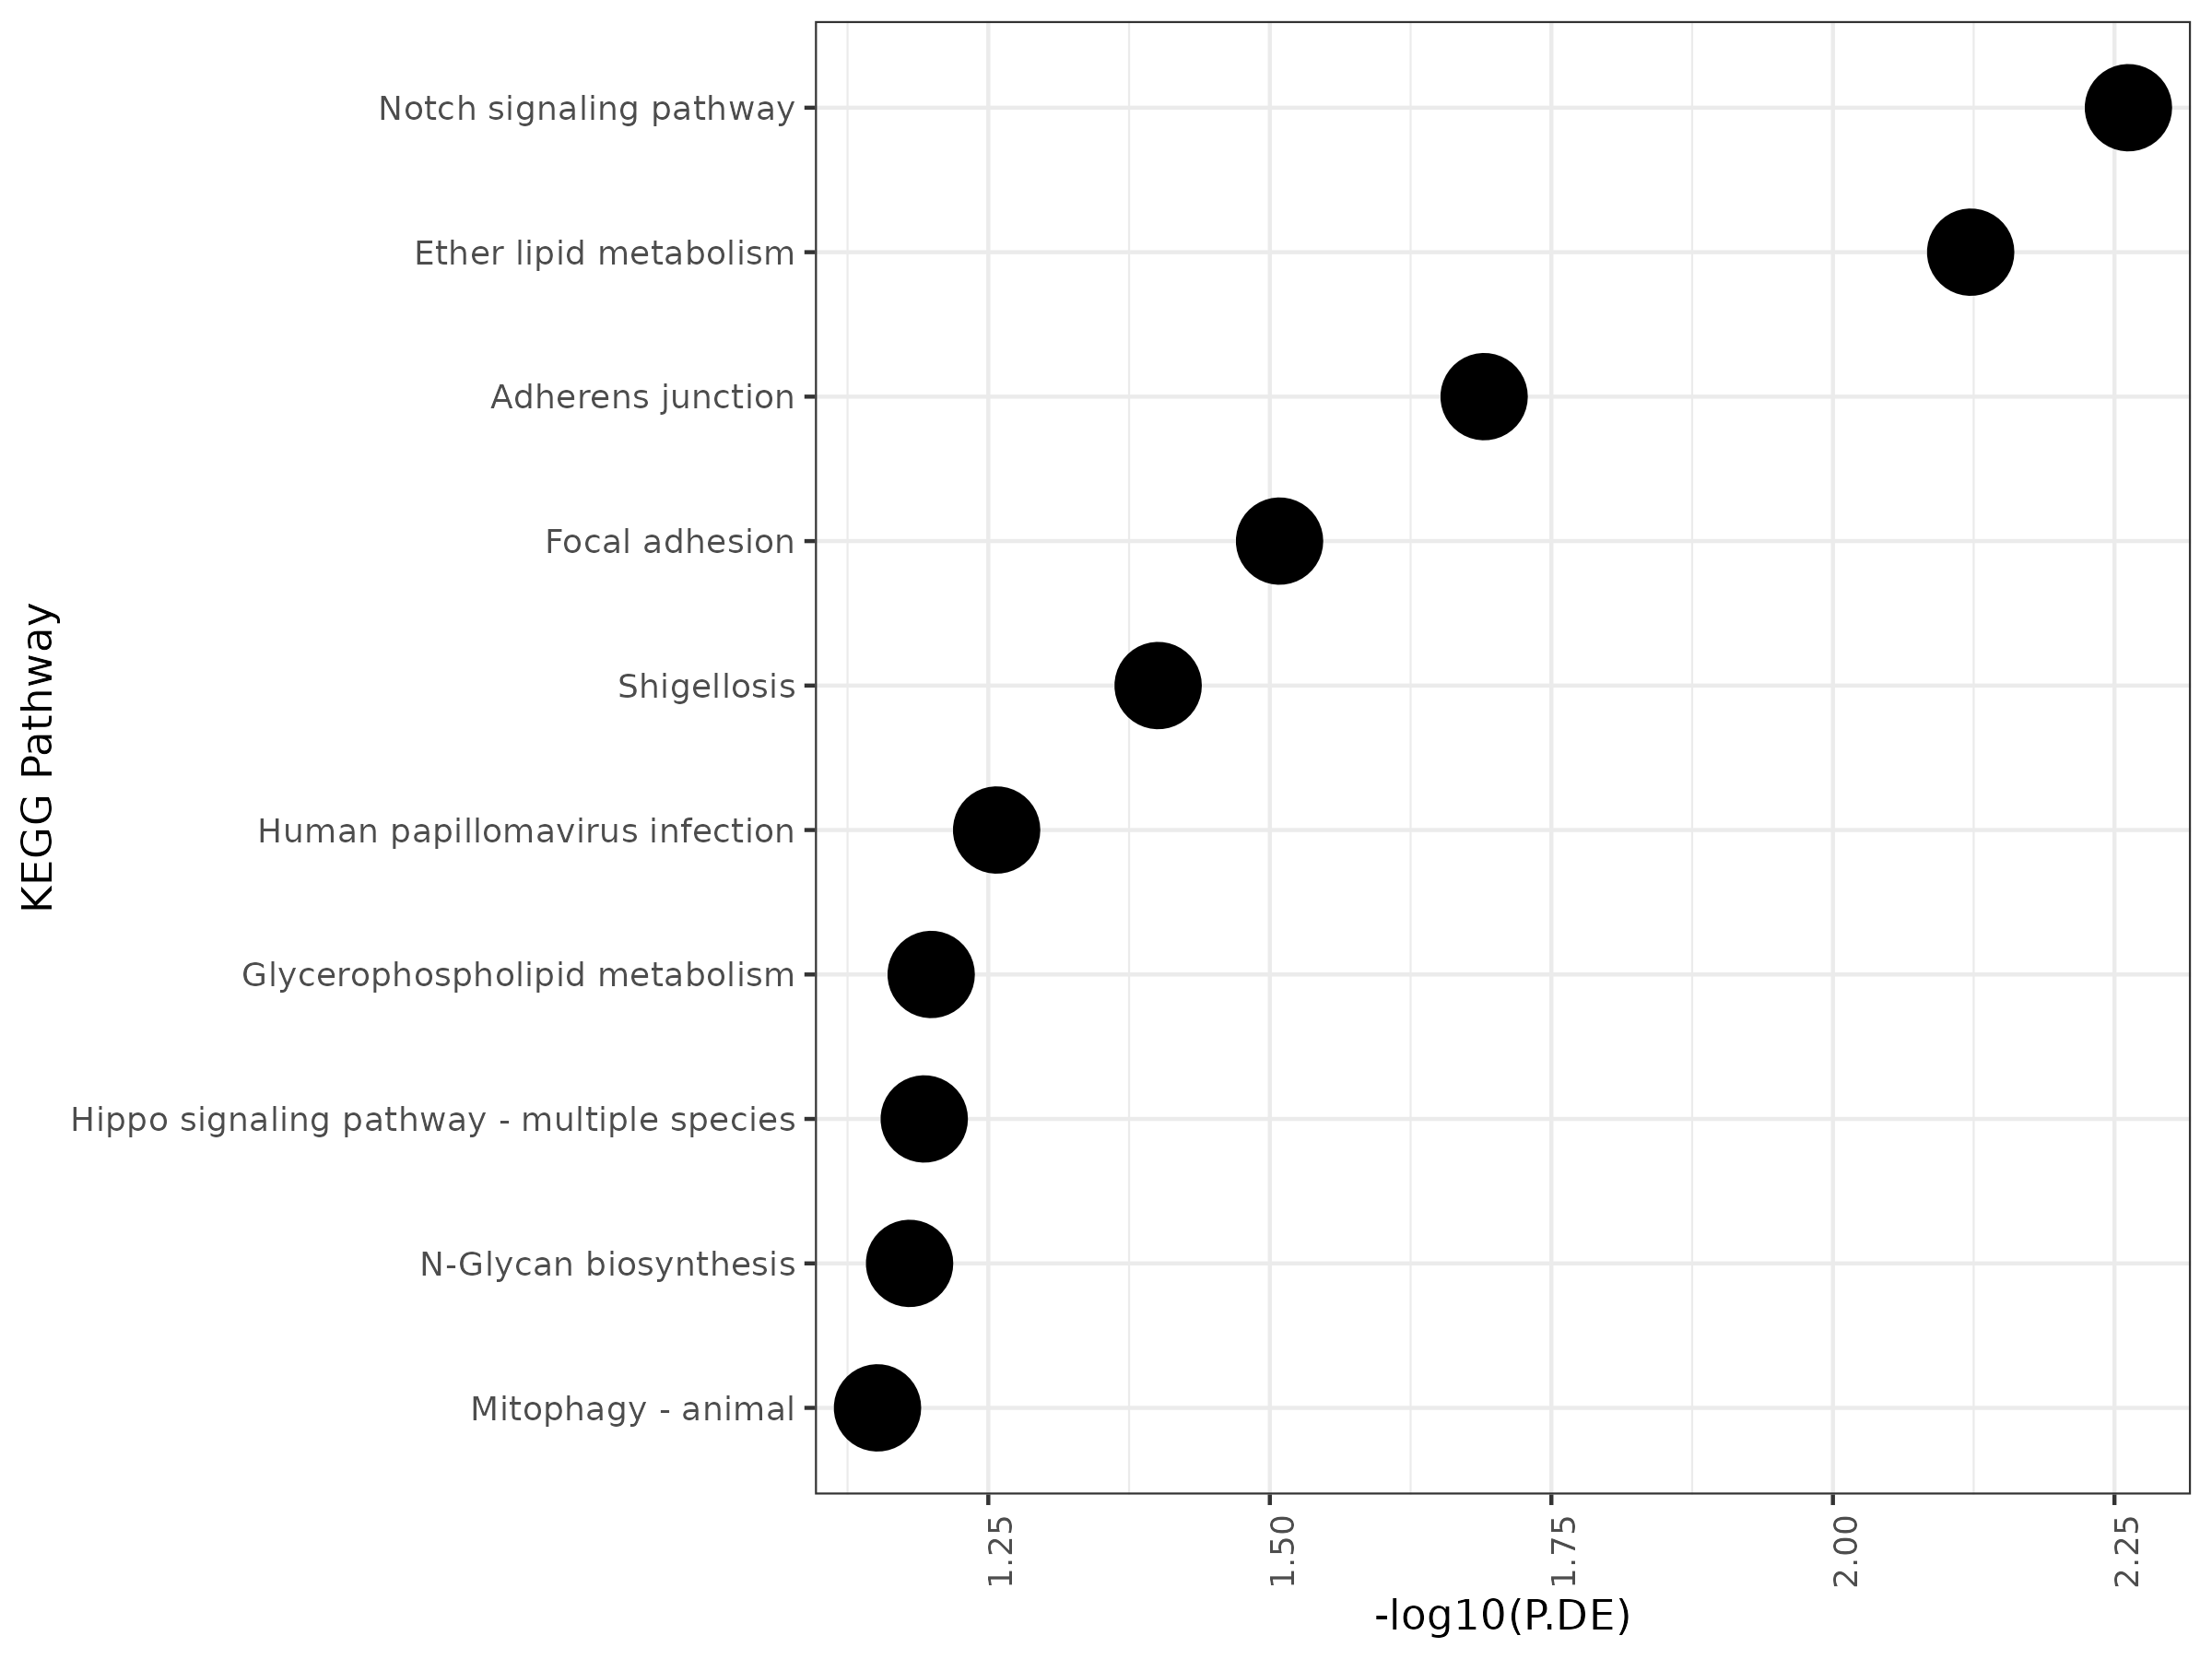 KEGG Pathway
Notch signaling pathway
Ether lipid metabolism
Adherens junction
Focal adhesion
Shigellosis
Human papillomavirus infection
Glycerophospholipid metabolism
Hippo signaling pathway - multiple species
N-Glycan biosynthesis
Mitophagy - animal
1.25
1.50
1.75
2.00
2.25
-log10(P.DE)